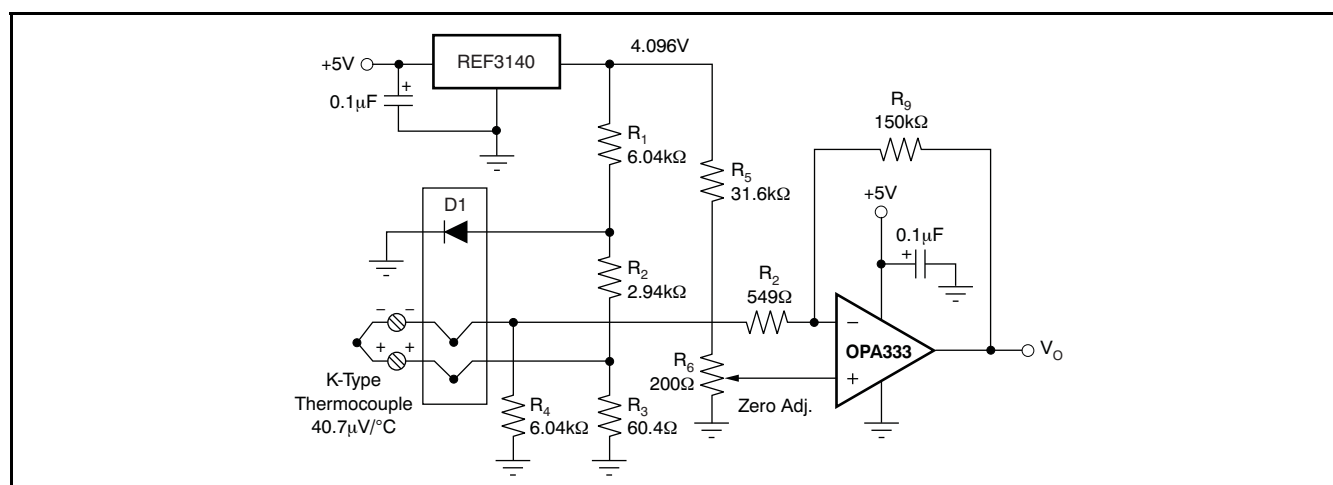 +5V
0.1μF
+
REF3140
4.096V
R1
6.04kΩ
R5
31.6kΩ
R9
150kΩ
+5V
0.1μF
+
D1
R2
2.94kΩ
R2
549Ω
− −
+ +
K-Type
Thermocouple
40.7μV/°C
R4
6.04kΩ
R3
60.4Ω
R6
200Ω
Zero Adj.
−
OPA333
+
VO